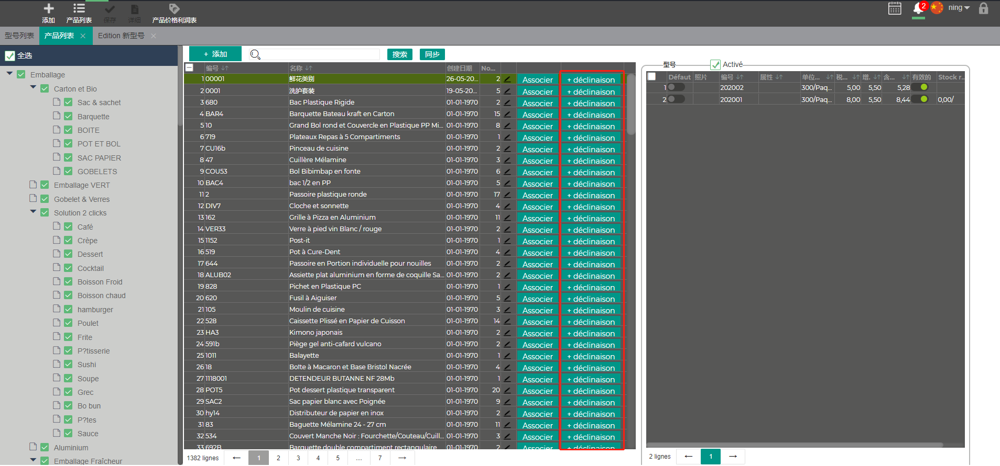 添加 产品列表 保存 详细 产品价格利润表 2 ning
型号列表 产品列表 × Edition 新型号 ×
全选
Emballage
Carton et Bio
Sac & sachet
Barquette
BOITE
POT ET BOL
SAC PAPIER
GOBELETS
Emballage VERT
Gobelet & Verres
Solution 2 clicks
Café
Crèpe
Dessert
Cocktail
Boisson Froid
Boisson chaud
hamburger
Poulet
Frite
P?tisserie
Sushi
Soupe
Grec
Bo bun
P?tes
Sauce
Aluminium
Emballage Fraîcheur
+ 添加 搜索 同步
编号 名称 创建日期 No...
1 00001 鲜花类别 26-05-20... 2 Associer + déclinaison
2 0001 洗护套装 19-05-20... 5 Associer + déclinaison
3 680 Bac Plastique Rigide 01-01-1970 2 Associer + déclinaison
4 BAR4 Barquette Bateau kraft en Carton 01-01-1970 15 Associer + déclinaison
5 10 Grand Bol rond et Couvercle en Plastique PP Mi... 01-01-1970 8 Associer + déclinaison
6 719 Plateaux Repas à 5 Compartiments 01-01-1970 1 Associer + déclinaison
7 CU16b Pinceau de cuisine 01-01-1970 2 Associer + déclinaison
8 47 Cuillère Mélamine 01-01-1970 3 Associer + déclinaison
9 COU53 Bol Bibimbap en fonte 01-01-1970 6 Associer + déclinaison
10 BAC4 bac 1/2 en PP 01-01-1970 5 Associer + déclinaison
11 2 Passoire plastique ronde 01-01-1970 17 Associer + déclinaison
12 DIV7 Cloche et sonnette 01-01-1970 4 Associer + déclinaison
13 162 Grille à Pizza en Aluminium 01-01-1970 11 Associer + déclinaison
14 VER33 Verre à pied vin Blanc / rouge 01-01-1970 2 Associer + déclinaison
15 1152 Post-it 01-01-1970 1 Associer + déclinaison
16 519 Pot à Cure-Dent 01-01-1970 4 Associer + déclinaison
17 644 Passoire en Portion individuelle pour nouilles 01-01-1970 2 Associer + déclinaison
18 ALUB02 Assiette plat aluminium en forme de coquille Sa... 01-01-1970 2 Associer + déclinaison
19 828 Pichet en Plastique PC 01-01-1970 1 Associer + déclinaison
20 620 Fusil à Aiguiser 01-01-1970 5 Associer + déclinaison
21 105 Moulin de cuisine 01-01-1970 3 Associer + déclinaison
22 528 Caissette Plissé en Papier de Cuisson 01-01-1970 14 Associer + déclinaison
23 HA3 Kimono japonais 01-01-1970 2 Associer + déclinaison
24 591b Piège gel anti-cafard vulcano 01-01-1970 2 Associer + déclinaison
25 1011 Balayette 01-01-1970 1 Associer + déclinaison
26 18 Boîte à Macaron et Base Bristol Nacrée 01-01-1970 4 Associer + déclinaison
27 1118001 DETENDEUR BUTANNE NF 28Mb 01-01-1970 1 Associer + déclinaison
28 POT5 Pot dessert plastique transparent 01-01-1970 20 Associer + déclinaison
29 SAC2 Sac papier blanc avec Poignée 01-01-1970 9 Associer + déclinaison
30 hy14 Distributeur de papier en inox 01-01-1970 2 Associer + déclinaison
31 83 Baguette Mélamine 24 - 27 cm 01-01-1970 11 Associer + déclinaison
32 534 Couvert Manche Noir : Fourchette/Couteau/Cuill... 01-01-1970 3 Associer + déclinaison
33 692B Barquette double compartiment rectangulaire 01-01-1970 2 Associer + déclinaison
1382 lignes ← 1 2 3 4 5 ... 7 →
型号 Activé
Défaut 照片 编号 属性 单位... 税... 增. 含... 有效的 Stock r...
1 202002 300/Paq... 5,00 5,50 5,28
2 202001 300/Paq... 8,00 5,50 8,44 0,00/
2 lignes ← 1 →